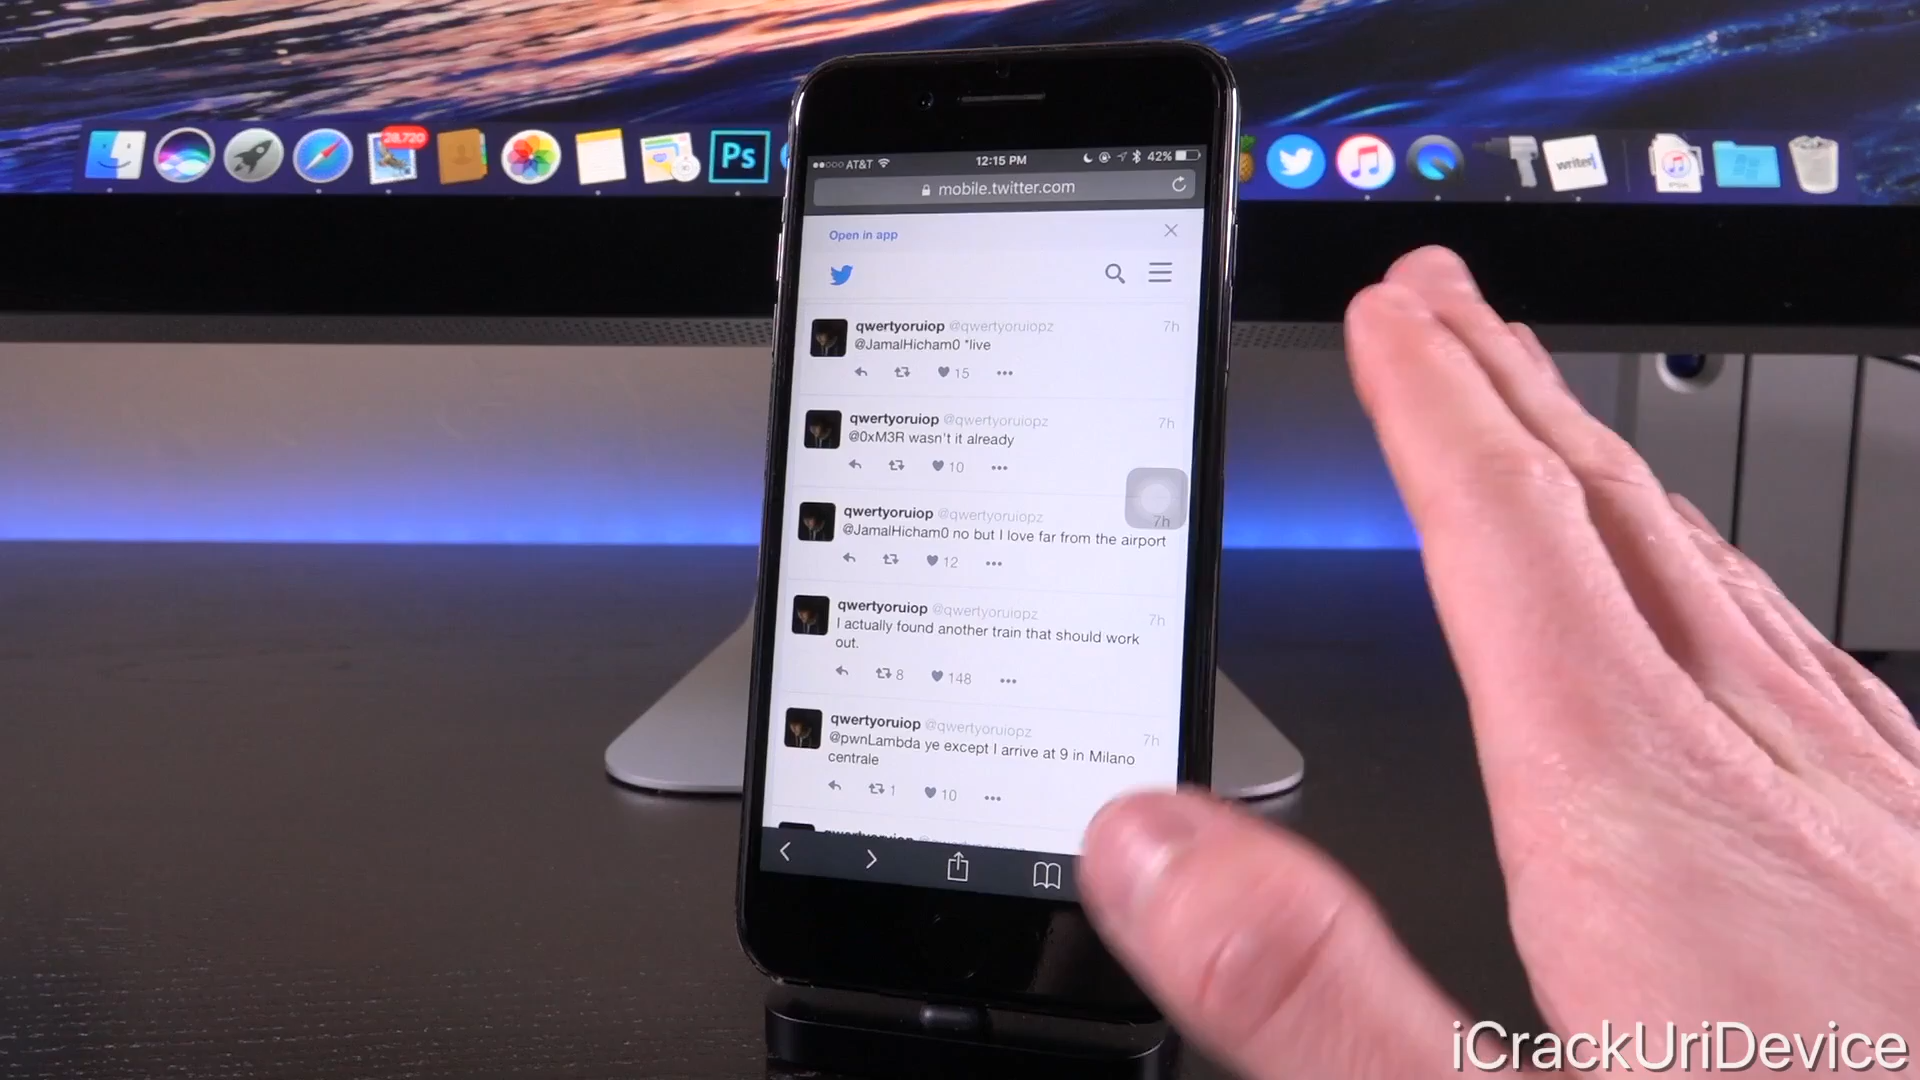 28,720
Ps
writer
●●○○○ AT&T 12:15 PM 42%
mobile.twitter.com
Open in app
qwertyoruiop @qwertyoruiopz 7h
@JamalHicham0 *live
15
qwertyoruiop @qwertyoruiopz 7h
@0xM3R wasn't it already
10
qwertyoruiop @qwertyoruiopz 7h
@JamalHicham0 no but I love far from the airport
12
qwertyoruiop @qwertyoruiopz 7h
I actually found another train that should work
out.
8 148
qwertyoruiop @qwertyoruiopz 7h
@pwnLambda ye except I arrive at 9 in Milano
centrale
1 10
iCrackUriDevice